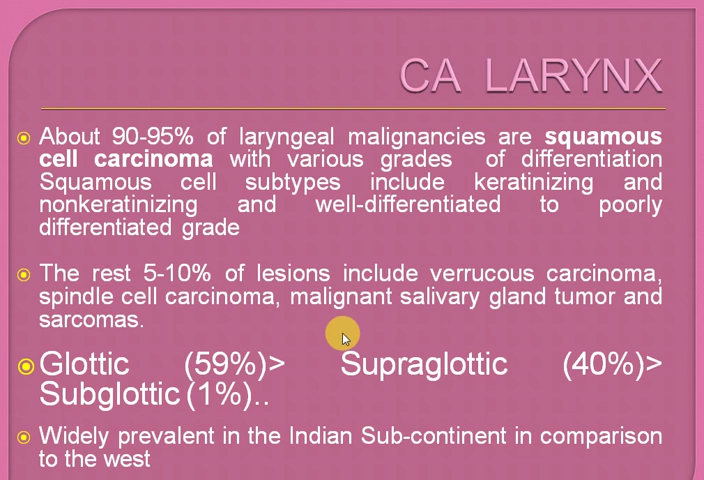 CA LARYNX
About 90-95% of laryngeal malignancies are squamous
cell carcinoma with various grades of differentiation
Squamous cell subtypes include keratinizing and
nonkeratinizing and well-differentiated to poorly
differentiated grade
The rest 5-10% of lesions include verrucous carcinoma,
spindle cell carcinoma, malignant salivary gland tumor and
sarcomas.
Glottic (59%)> Supraglottic (40%)>
Subglottic (1%)..
Widely prevalent in the Indian Sub-continent in comparison
to the west